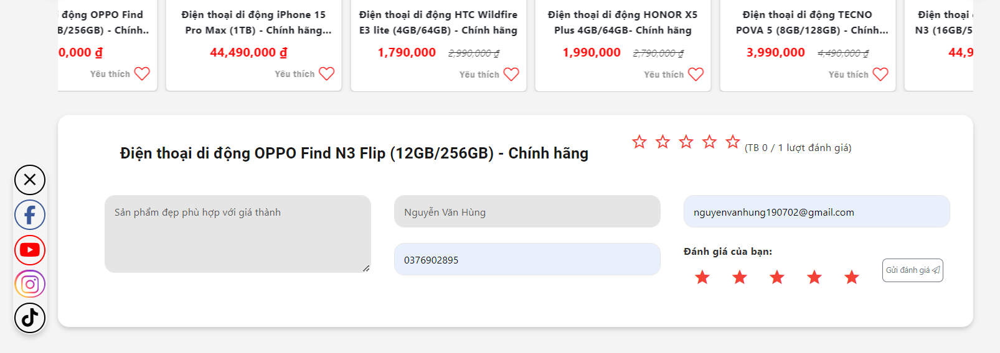 i động OPPO Find
B/256GB) - Chính..
0,000 ₫
Yêu thích
Điện thoại di động iPhone 15
Pro Max (1TB) - Chính hãng...
44,490,000 ₫
Yêu thích
Điện thoại di động HTC Wildfire
E3 lite (4GB/64GB) - Chính hãng
1,790,000 2,990,000 ₫
Yêu thích
Điện thoại di động HONOR X5
Plus 4GB/64GB- Chính hãng
1,990,000 2,790,000 ₫
Yêu thích
Điện thoại di động TECNO
POVA 5 (8GB/128GB) - Chính...
3,990,000 4,490,000 ₫
Yêu thích
Điện thoại
N3 (16GB/5
44,9
Điện thoại di động OPPO Find N3 Flip (12GB/256GB) - Chính hãng
(TB 0 / 1 lượt đánh giá)
Sản phẩm đẹp phù hợp với giá thành
Nguyễn Văn Hùng
nguyenvanhung190702@gmail.com
0376902895
Đánh giá của bạn:
Gửi đánh giá